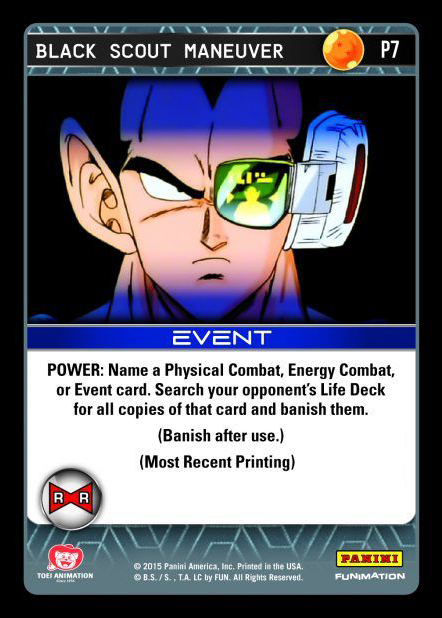 BLACK SCOUT MANEUVER P7
EVENT
POWER: Name a Physical Combat, Energy Combat,
or Event card. Search your opponent's Life Deck
for all copies of that card and banish them.
(Banish after use.)
(Most Recent Printing)
R R
TOEI ANIMATION
Since 1956
© 2015 Panini America, Inc. Printed in the USA.
© B.S./ S. , T.A. LC by FUN. All Rights Reserved.
PANINI
FUNIMATION